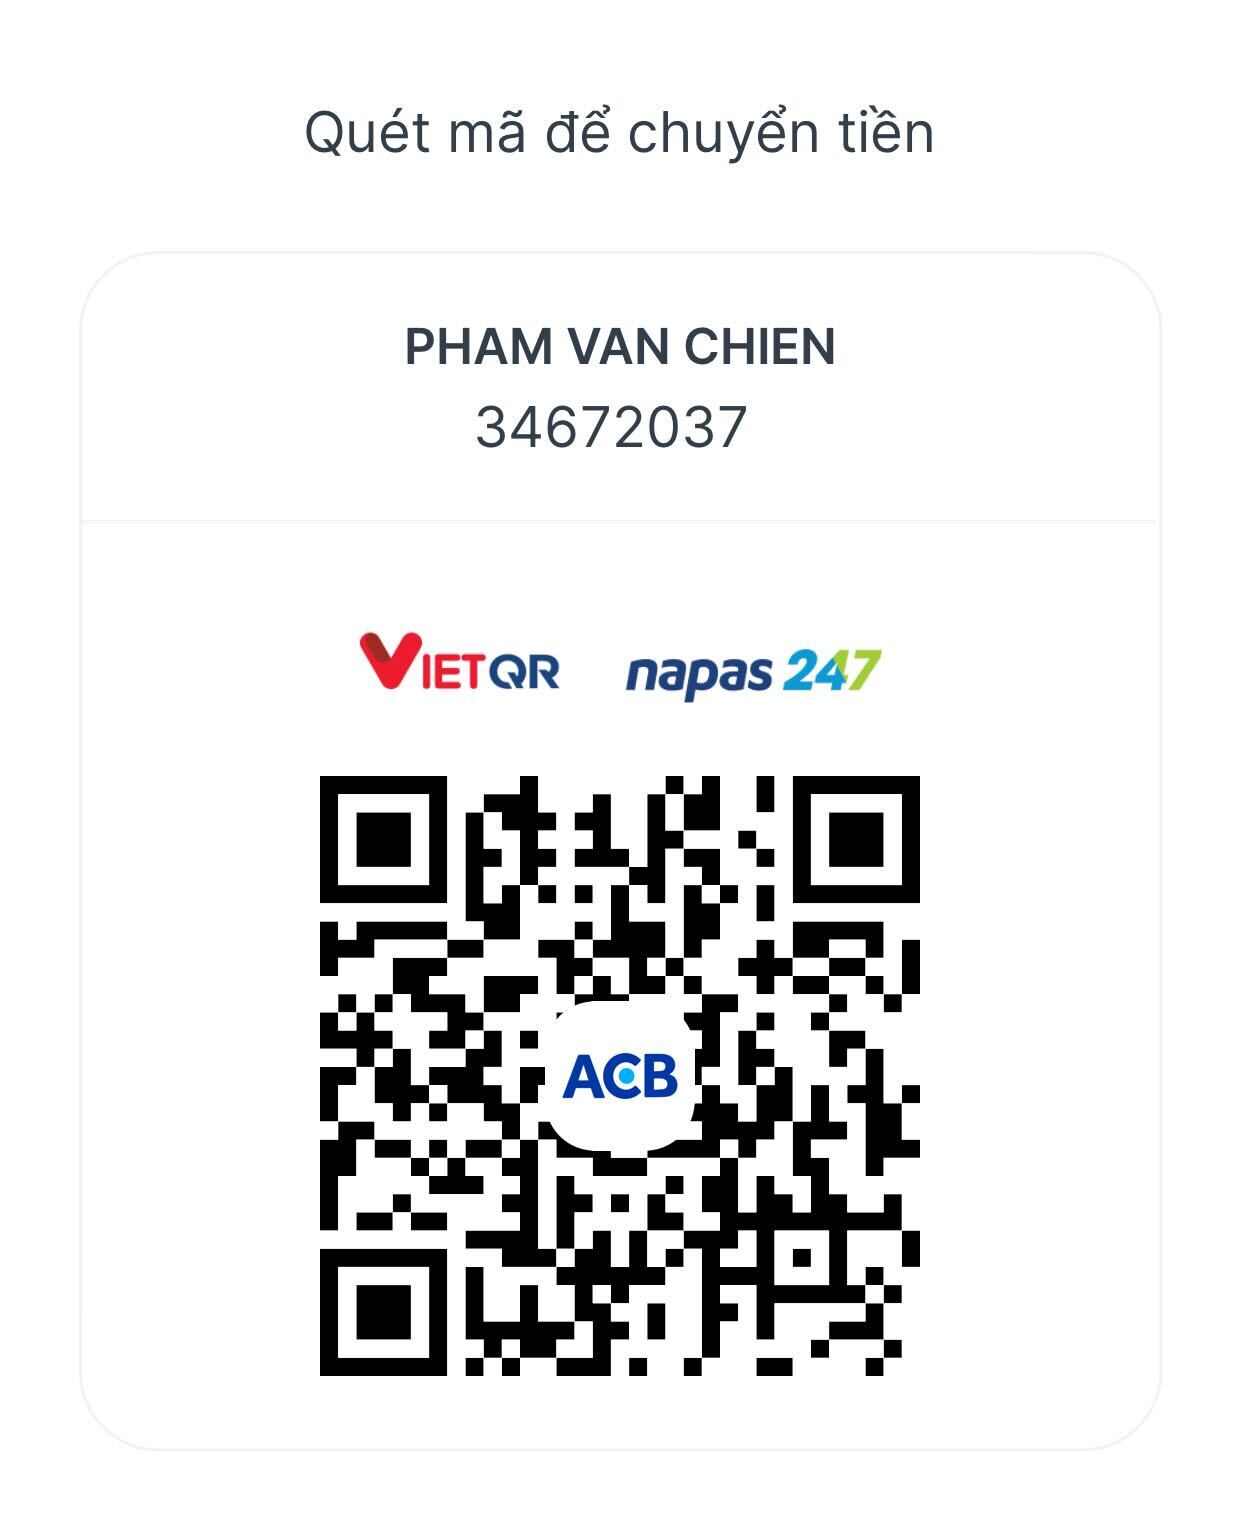 Quét mã để chuyển tiền
PHAM VAN CHIEN
34672037
VIETQR napas 247
ACB